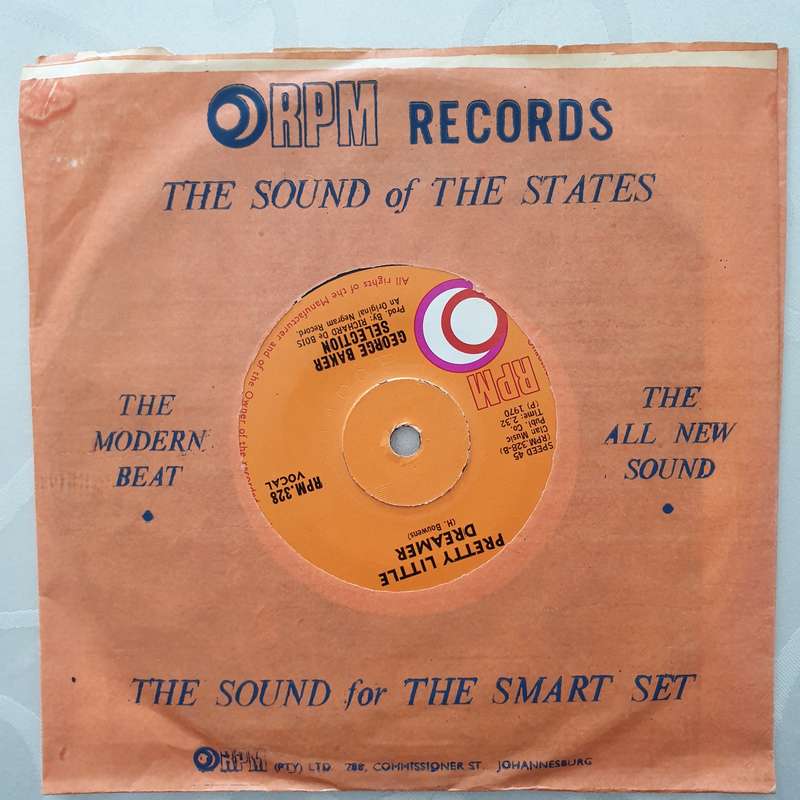 RPM RECORDS
THE SOUND of THE STATES
THE
MODERN
BEAT
THE
ALL NEW
SOUND
RPM
SPEED 45
(RPM.328-B)
Clan Music
Publ. Co.
Time: 2.32
(P) 1970
RPM.328
VOCAL
PRETTY LITTLE
DREAMER
(H. Bouwens)
GEORGE BAKER
SELECTION
Prod. By: RICHARD De BOIS
An Original Negram Record.
All rights of the Manufacturer and of the Owner of the
THE SOUND for THE SMART SET
RPM (PTY) LTD. 786, COMMISSIONER ST. JOHANNESBURG